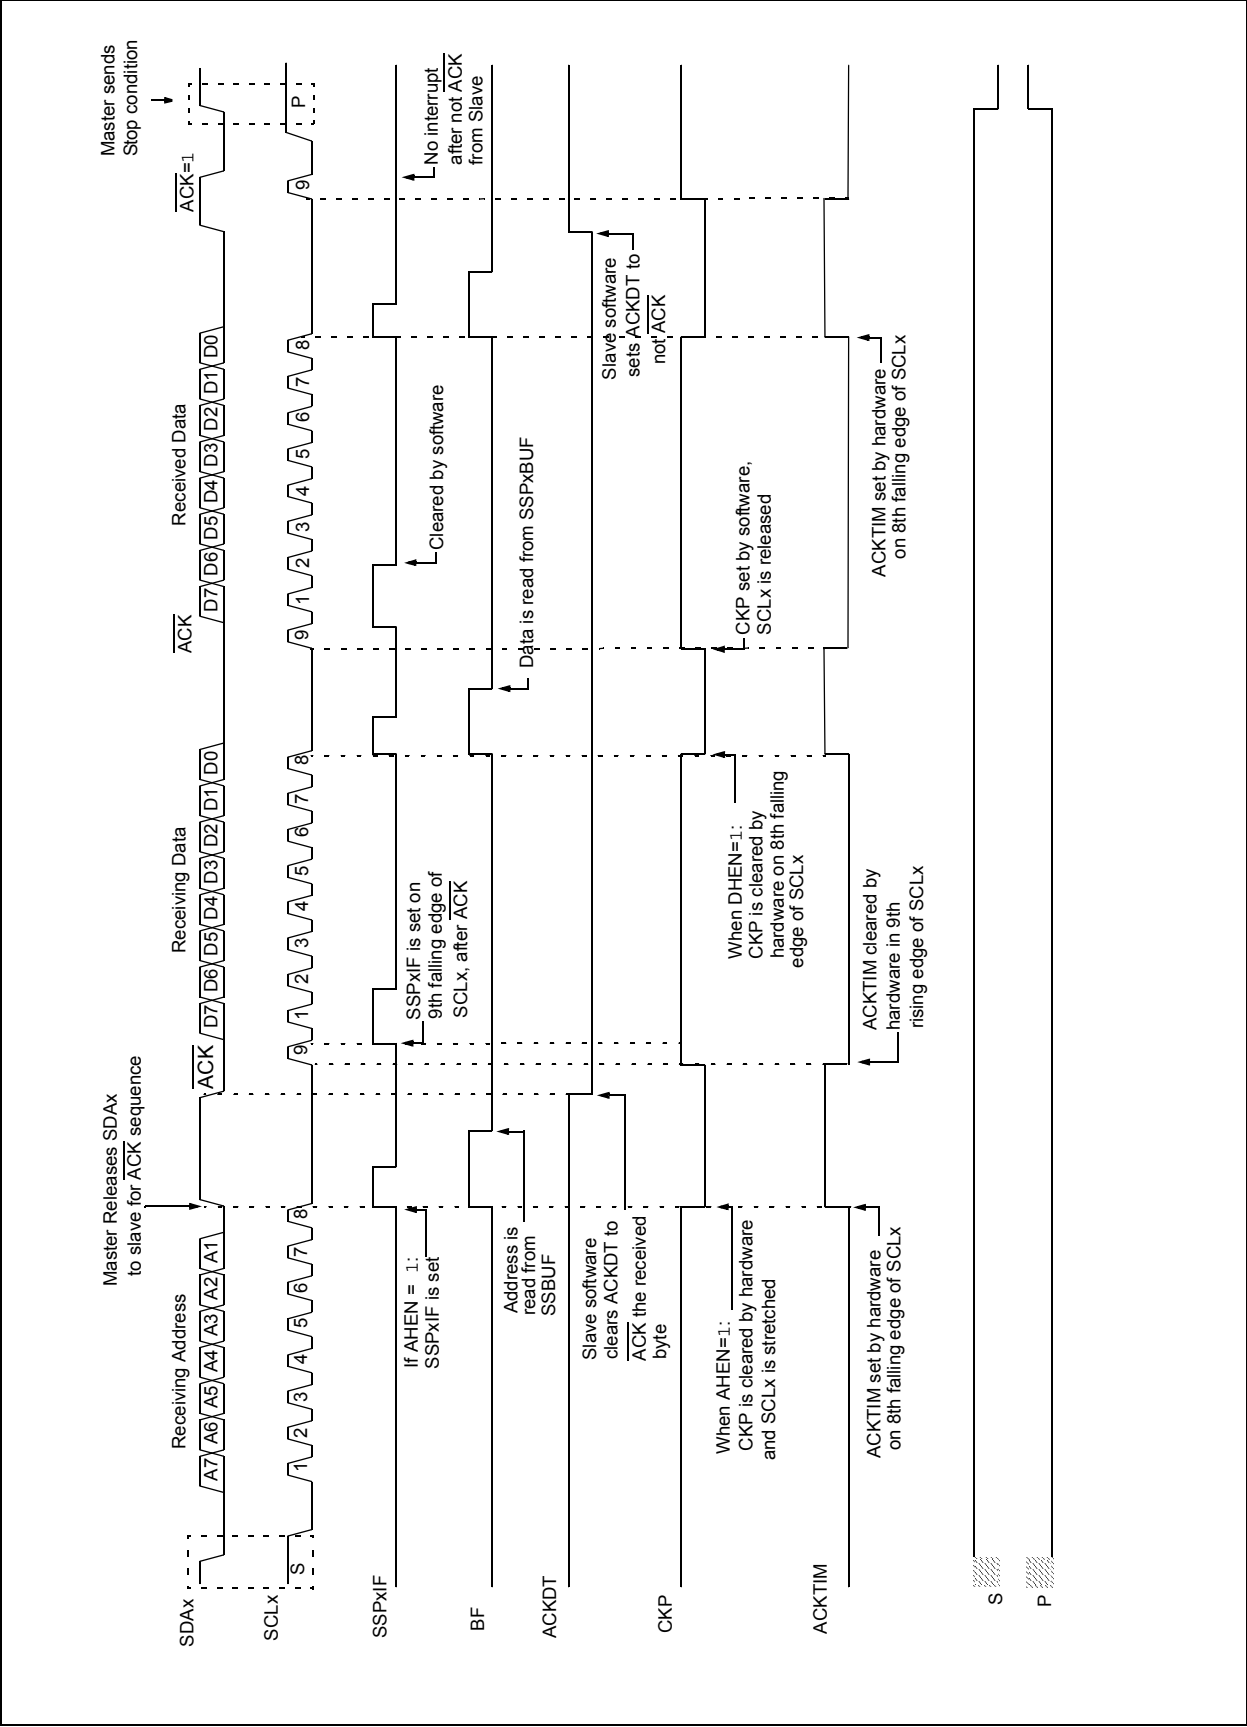 Master Releases SDAx
to slave for ACK sequence
Master sends
Stop condition
Receiving Address
Receiving Data
Received Data
ACK
ACK
ACK=1
SDAx
A7 A6 A5 A4 A3 A2 A1
D7 D6 D5 D4 D3 D2 D1 D0
D7 D6 D5 D4 D3 D2 D1 D0
SCLx
S 1 2 3 4 5 6 7 8 9 1 2 3 4 5 6 7 8 9 1 2 3 4 5 6 7 8 9 P
SSPxIF
If AHEN = 1:
SSPxIF is set
SSPxIF is set on
9th falling edge of
SCLx, after ACK
Cleared by software
No interrupt
after not ACK
from Slave
BF
Address is
read from
SSBUF
Data is read from SSPxBUF
ACKDT
Slave software
clears ACKDT to
ACK the received
byte
Slave software
sets ACKDT to
not ACK
CKP
When AHEN=1:
CKP is cleared by hardware
and SCLx is stretched
When DHEN=1:
CKP is cleared by
hardware on 8th falling
edge of SCLx
CKP set by software,
SCLx is released
ACKTIM
ACKTIM set by hardware
on 8th falling edge of SCLx
ACKTIM cleared by
hardware in 9th
rising edge of SCLx
ACKTIM set by hardware
on 8th falling edge of SCLx
S
P